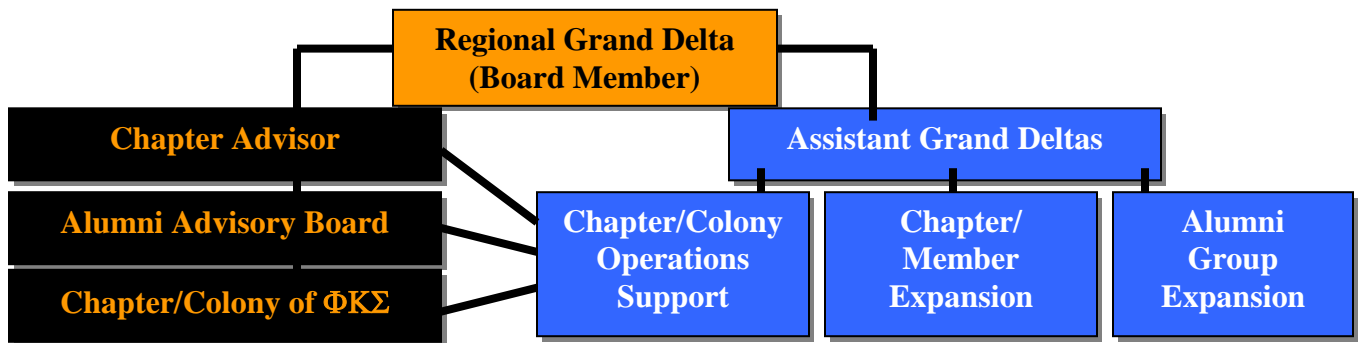 Regional Grand Delta
(Board Member)
Chapter Advisor
Assistant Grand Deltas
Alumni Advisory Board
Chapter/Colony of ΦΚΣ
Chapter/Colony
Operations
Support
Chapter/
Member
Expansion
Alumni
Group
Expansion